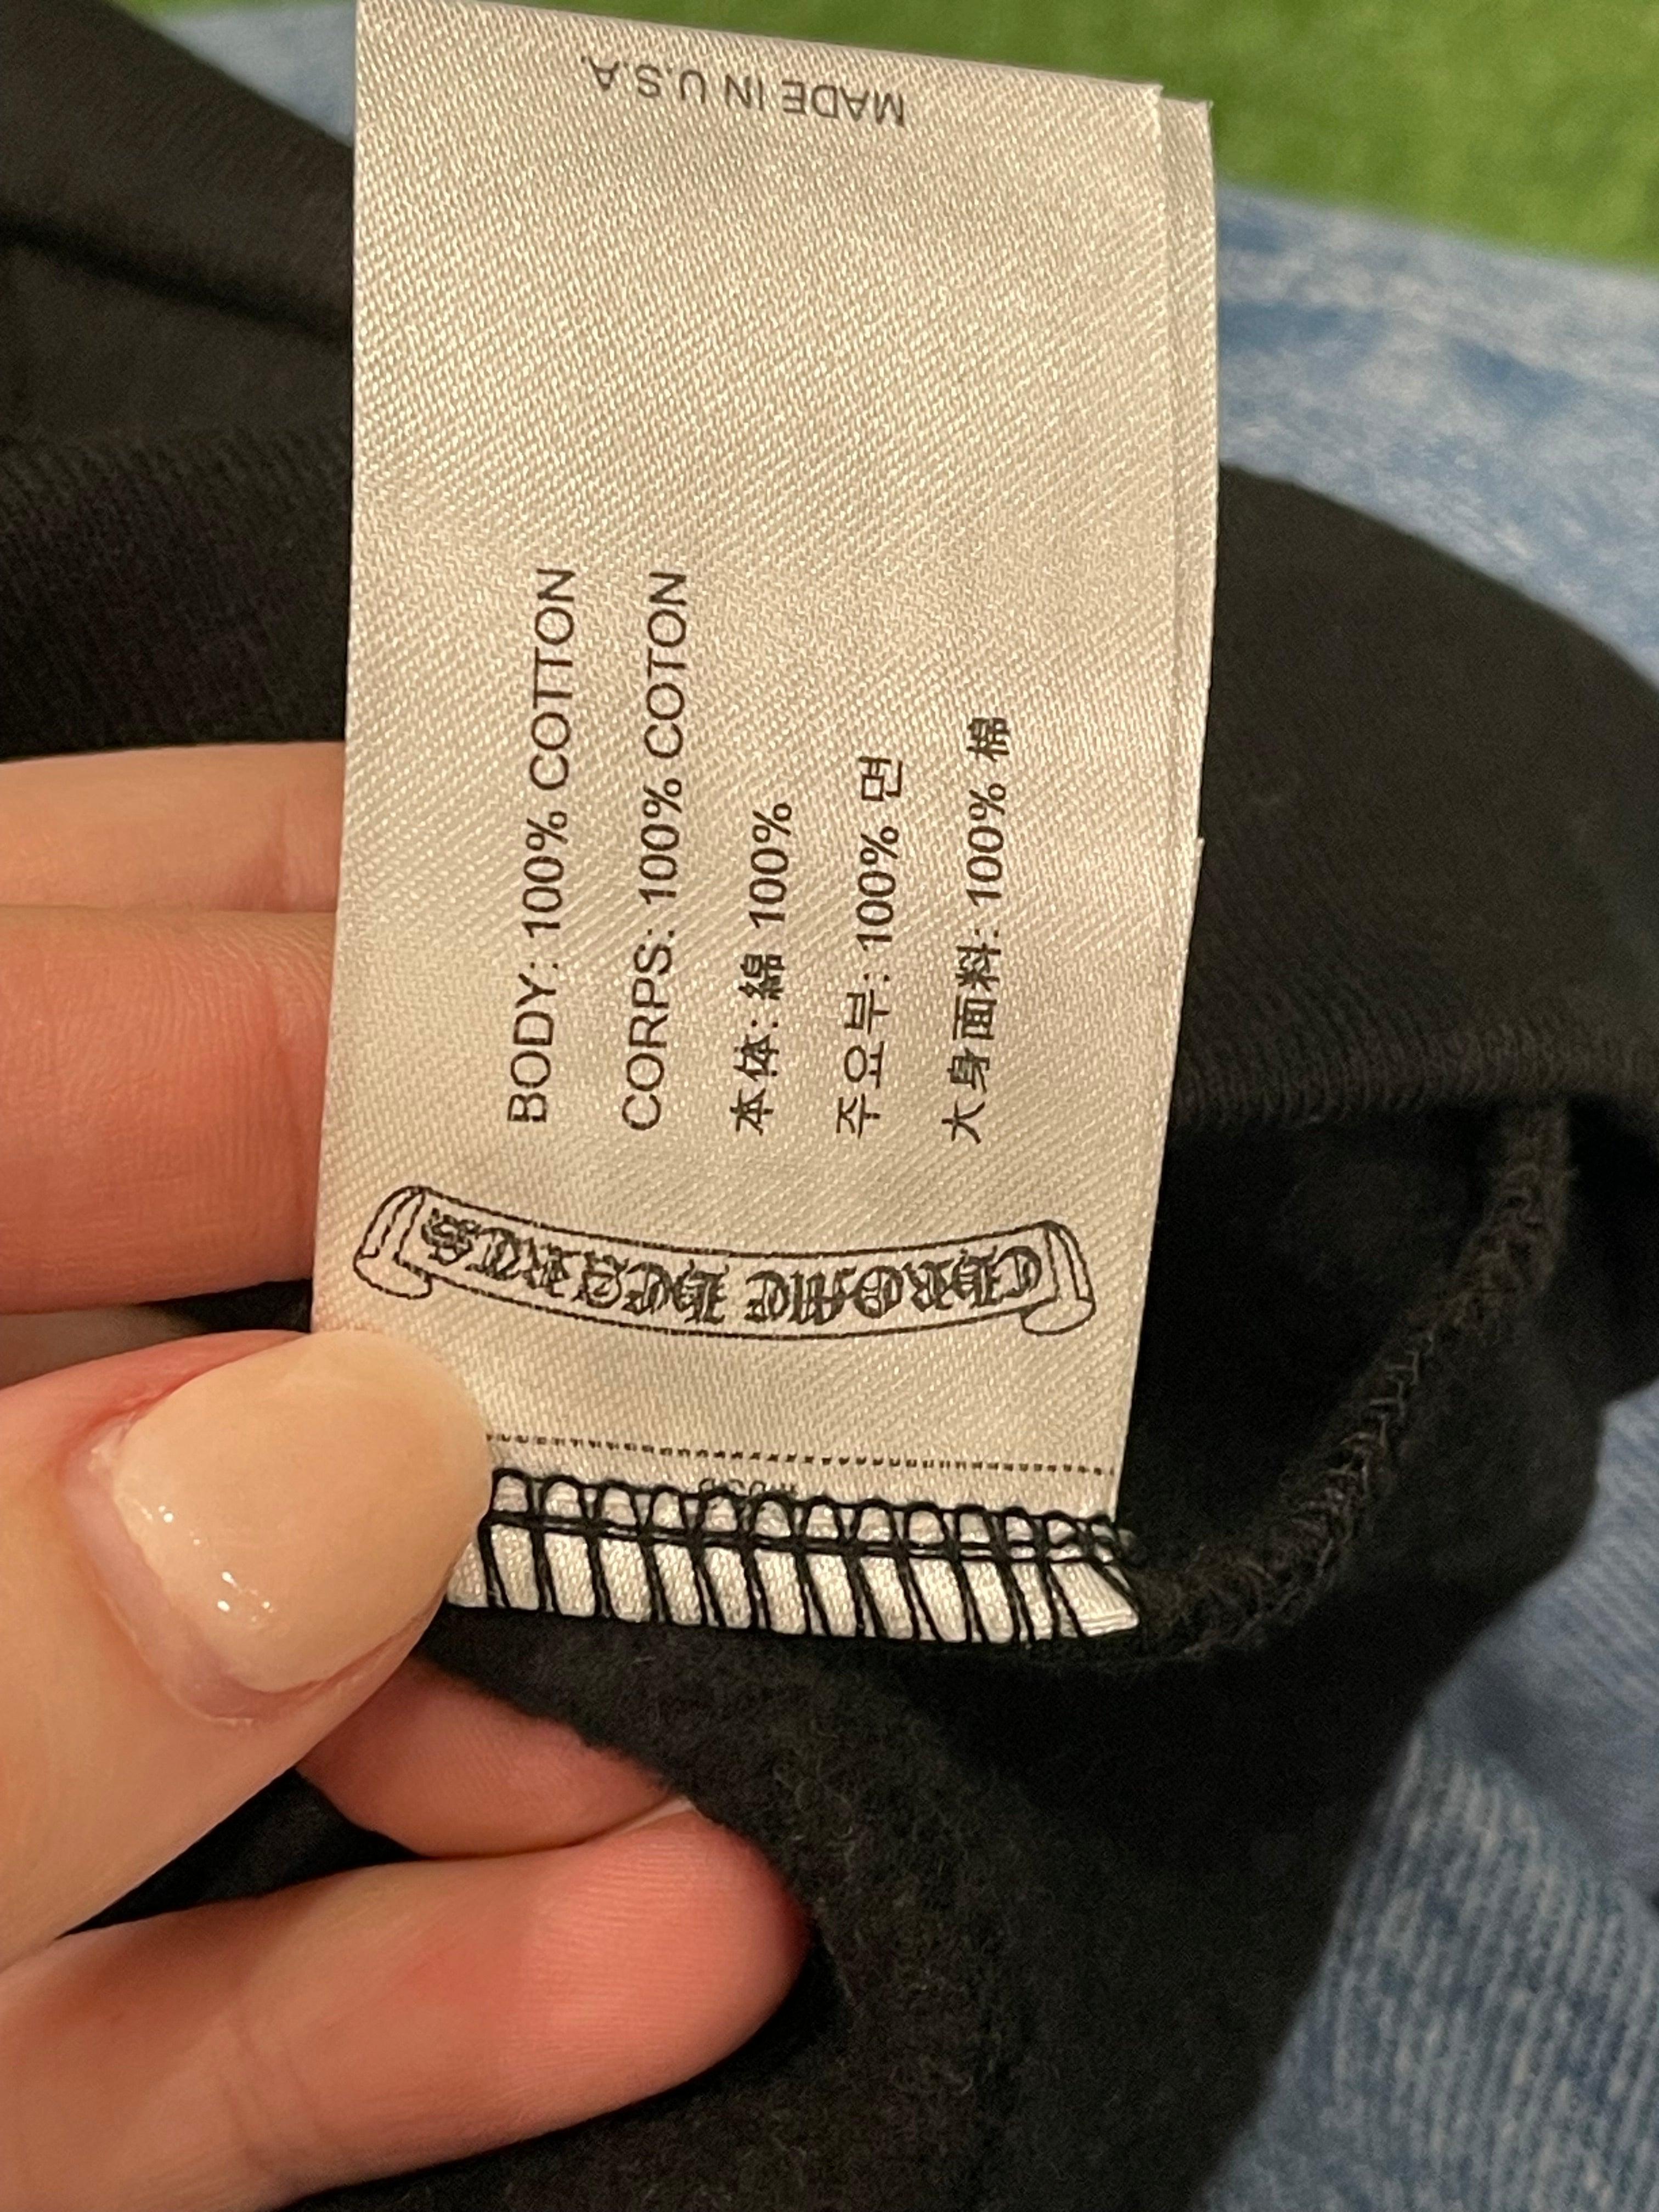 MADE IN U.S.A.
CHROME HEARTS
BODY: 100% COTTON
CORPS: 100% COTON
本体: 綿 100%
주요부: 100% 면
大身面料: 100% 棉